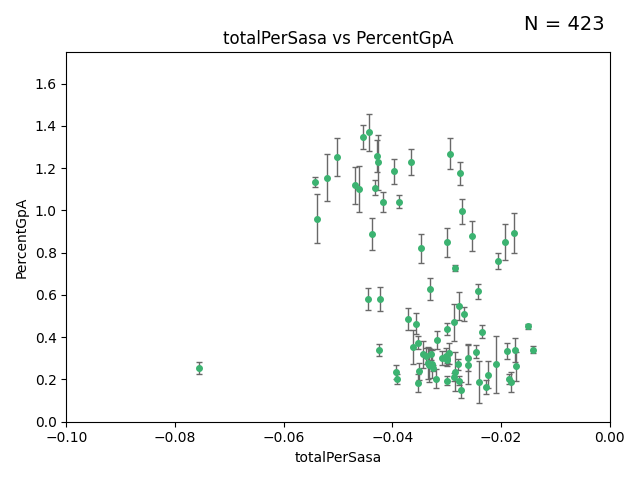 N = 423
totalPerSasa vs PercentGpA
PercentGpA
1.6
1.4
1.2
1.0
0.8
0.6
0.4
0.2
0.0
−0.10 −0.08 −0.06 −0.04 −0.02 0.00
totalPerSasa